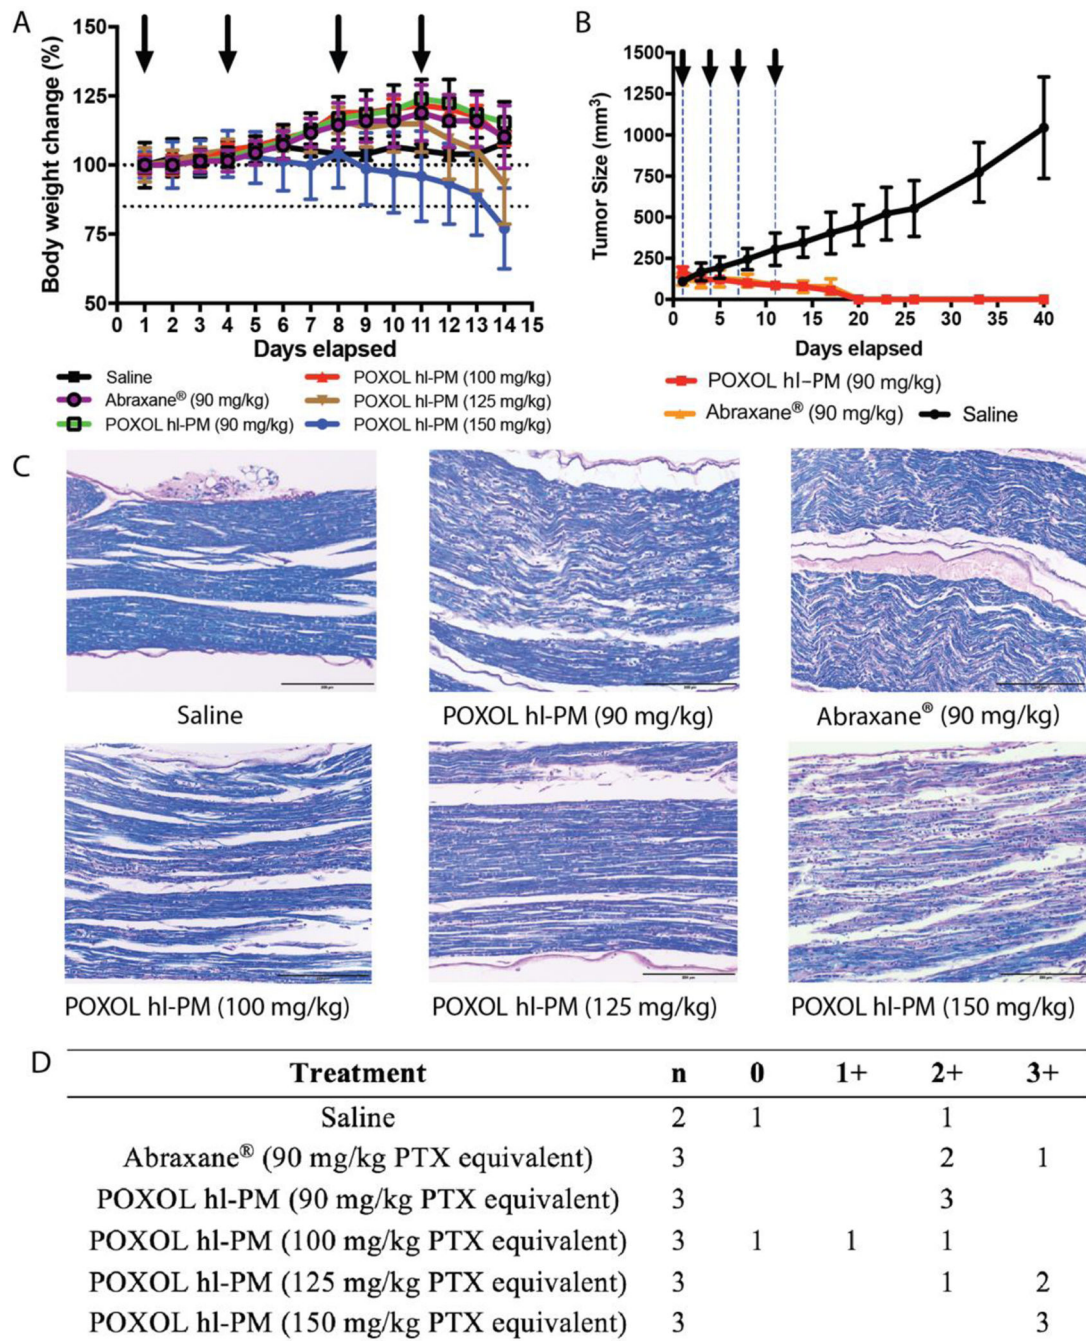 A
Body weight change (%)
150
125
100
75
50
0 1 2 3 4 5 6 7 8 9 10 11 12 13 14 15
Days elapsed
Saline
Abraxane® (90 mg/kg)
POXOL hl-PM (90 mg/kg)
POXOL hl-PM (100 mg/kg)
POXOL hl-PM (125 mg/kg)
POXOL hl-PM (150 mg/kg)
B
Tumor Size (mm³)
1500
1250
1000
750
500
250
0
0 5 10 15 20 25 30 35 40
Days elapsed
POXOL hl-PM (90 mg/kg)
Abraxane® (90 mg/kg) Saline
C
Saline
POXOL hl-PM (90 mg/kg)
Abraxane® (90 mg/kg)
POXOL hl-PM (100 mg/kg)
POXOL hl-PM (125 mg/kg)
POXOL hl-PM (150 mg/kg)
D
Treatment n 0 1+ 2+ 3+
Saline 2 1 1
Abraxane® (90 mg/kg PTX equivalent) 3 2 1
POXOL hl-PM (90 mg/kg PTX equivalent) 3 3
POXOL hl-PM (100 mg/kg PTX equivalent) 3 1 1 1
POXOL hl-PM (125 mg/kg PTX equivalent) 3 1 2
POXOL hl-PM (150 mg/kg PTX equivalent) 3 3